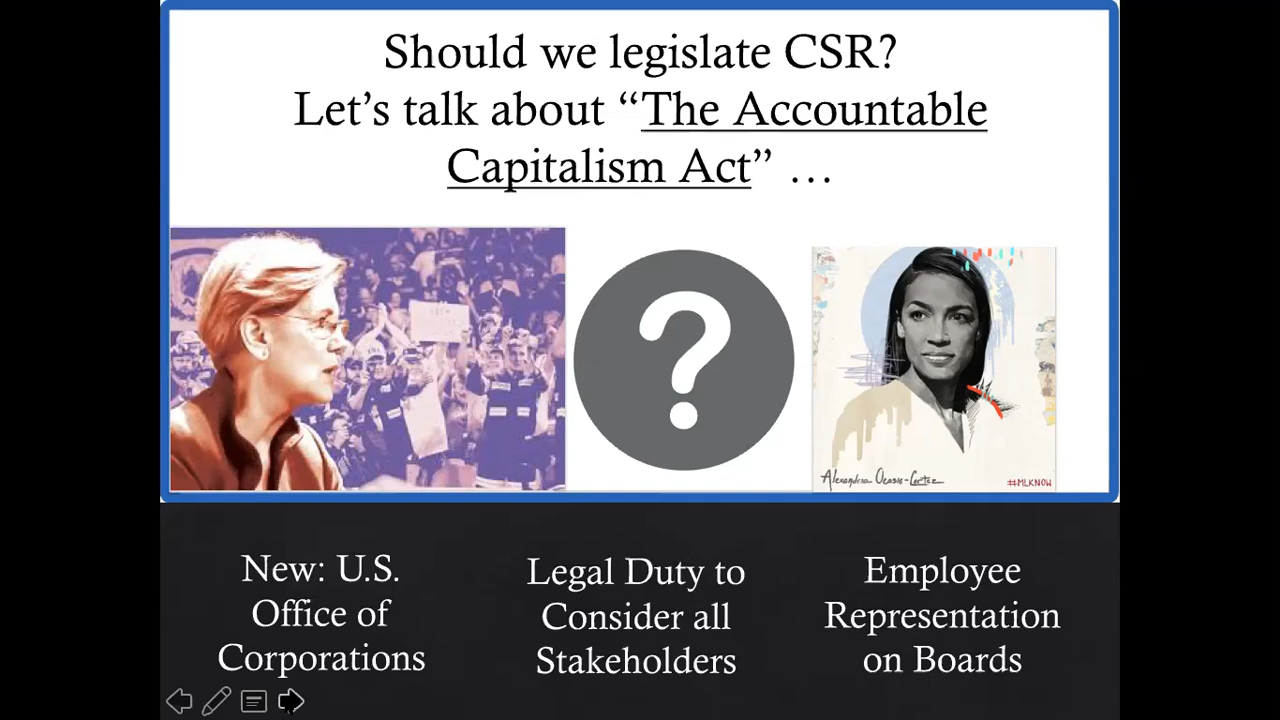 Should we legislate CSR?
Let’s talk about “The Accountable
Capitalism Act” …
Alexandria Ocasio-Cortez
#MLKNOW
New: U.S.
Office of
Corporations
Legal Duty to
Consider all
Stakeholders
Employee
Representation
on Boards